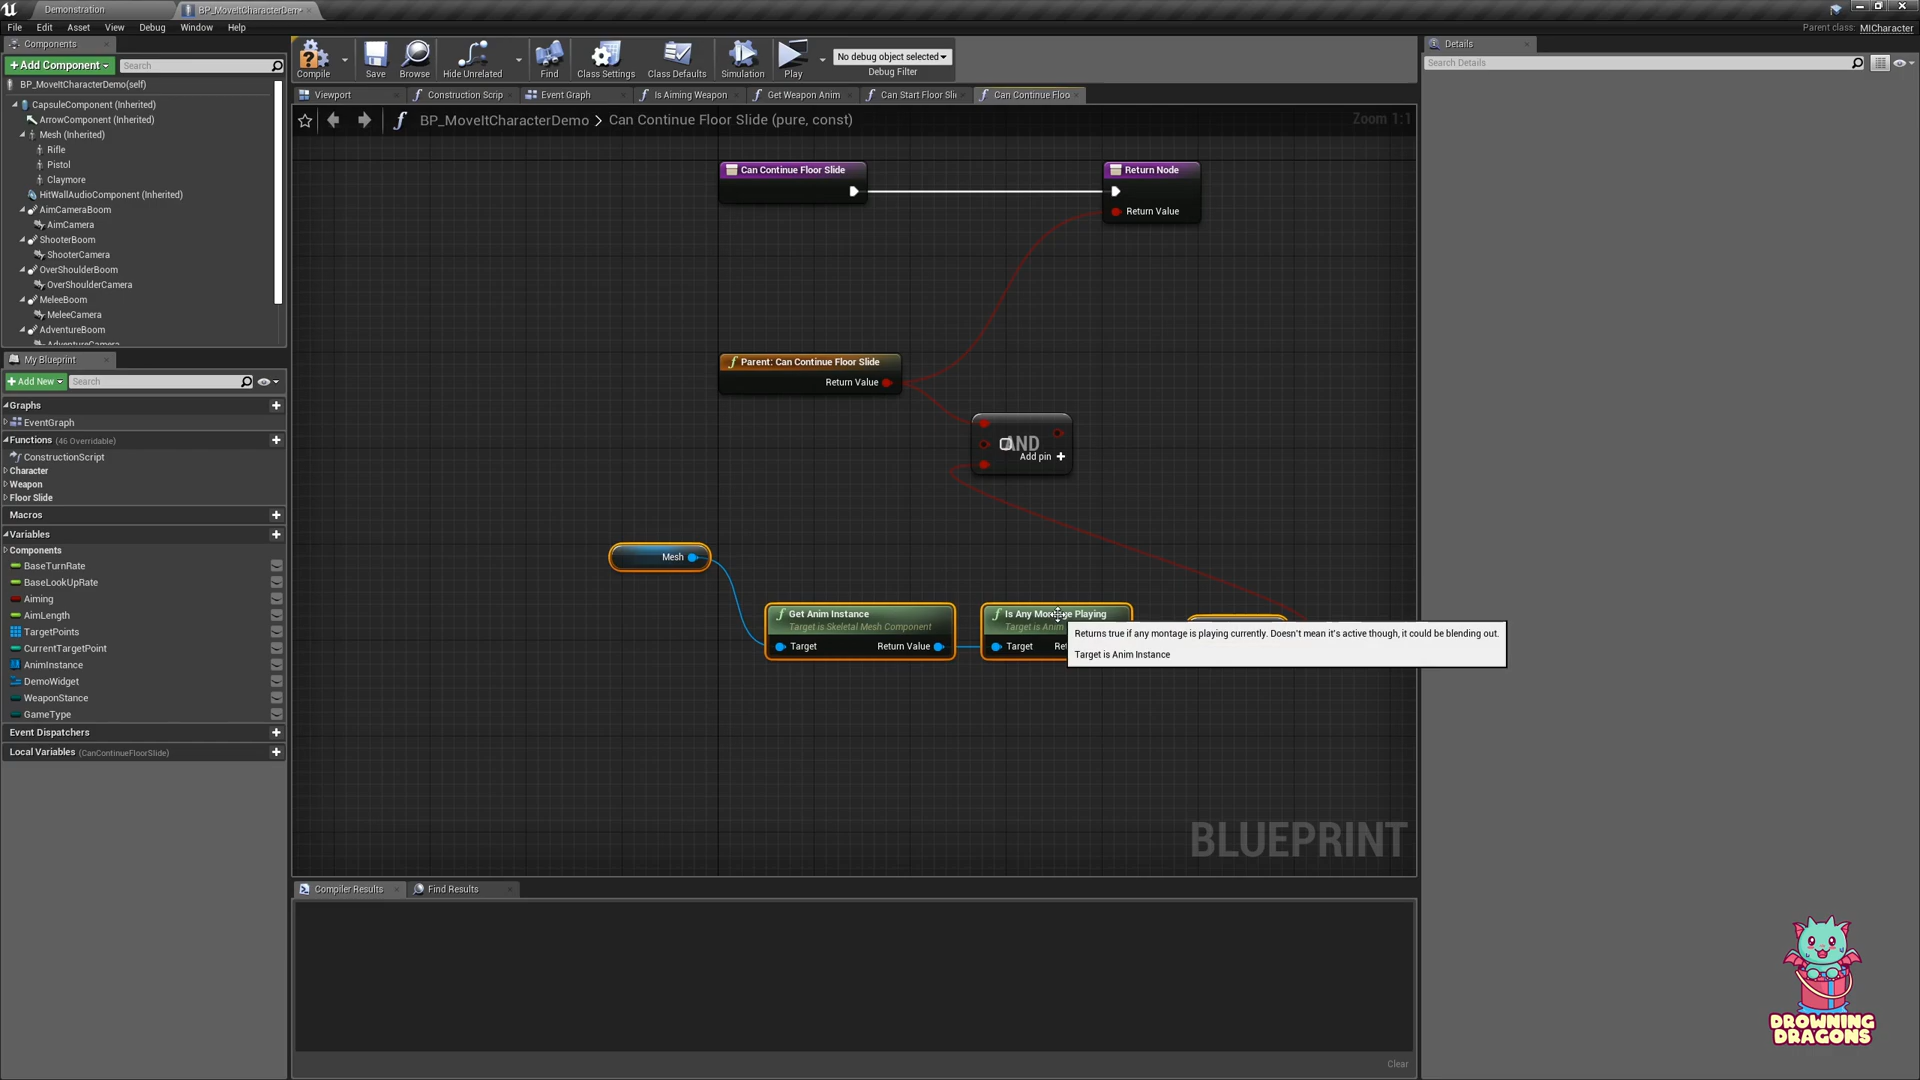 Demonstration
BP_MoveItCharacterDem
File Edit Asset View Debug Window Help
Parent class: MICharacter
Components
+Add Component Search
BP_MoveItCharacterDemo(self)
CapsuleComponent (Inherited)
ArrowComponent (Inherited)
Mesh (Inherited)
Rifle
Pistol
Claymore
HitWallAudioComponent (Inherited)
AimCameraBoom
AimCamera
ShooterBoom
ShooterCamera
OverShoulderBoom
OverShoulderCamera
MeleeBoom
MeleeCamera
AdventureBoom
AdventureCamera
My Blueprint
+Add New Search
Graphs
EventGraph
Functions (46 Overridable)
ConstructionScript
Character
Weapon
Floor Slide
Macros
Variables
Components
BaseTurnRate
BaseLookUpRate
Aiming
AimLength
TargetPoints
CurrentTargetPoint
AnimInstance
DemoWidget
WeaponStance
GameType
Event Dispatchers
Local Variables (CanContinueFloorSlide)
Compile Save Browse Hide Unrelated Find Class Settings Class Defaults Simulation Play
No debug object selected
Debug Filter
Viewport Construction Scrip Event Graph Is Aiming Weapon Get Weapon Anim Can Start Floor Sli Can Continue Floo
BP_MoveItCharacterDemo > Can Continue Floor Slide (pure, const)
Zoom 1:1
Can Continue Floor Slide
Return Node
Return Value
Parent: Can Continue Floor Slide
Return Value
AND
Add pin +
Mesh
Get Anim Instance
Target is Skeletal Mesh Component
Target Return Value
Is Any Montage Playing
Target is Anim
Target Ret
Returns true if any montage is playing currently. Doesn't mean it's active though, it could be blending out.
Target is Anim Instance
BLUEPRINT
Compiler Results Find Results
Clear
Details
Search Details
DROWNING
DRAGONS